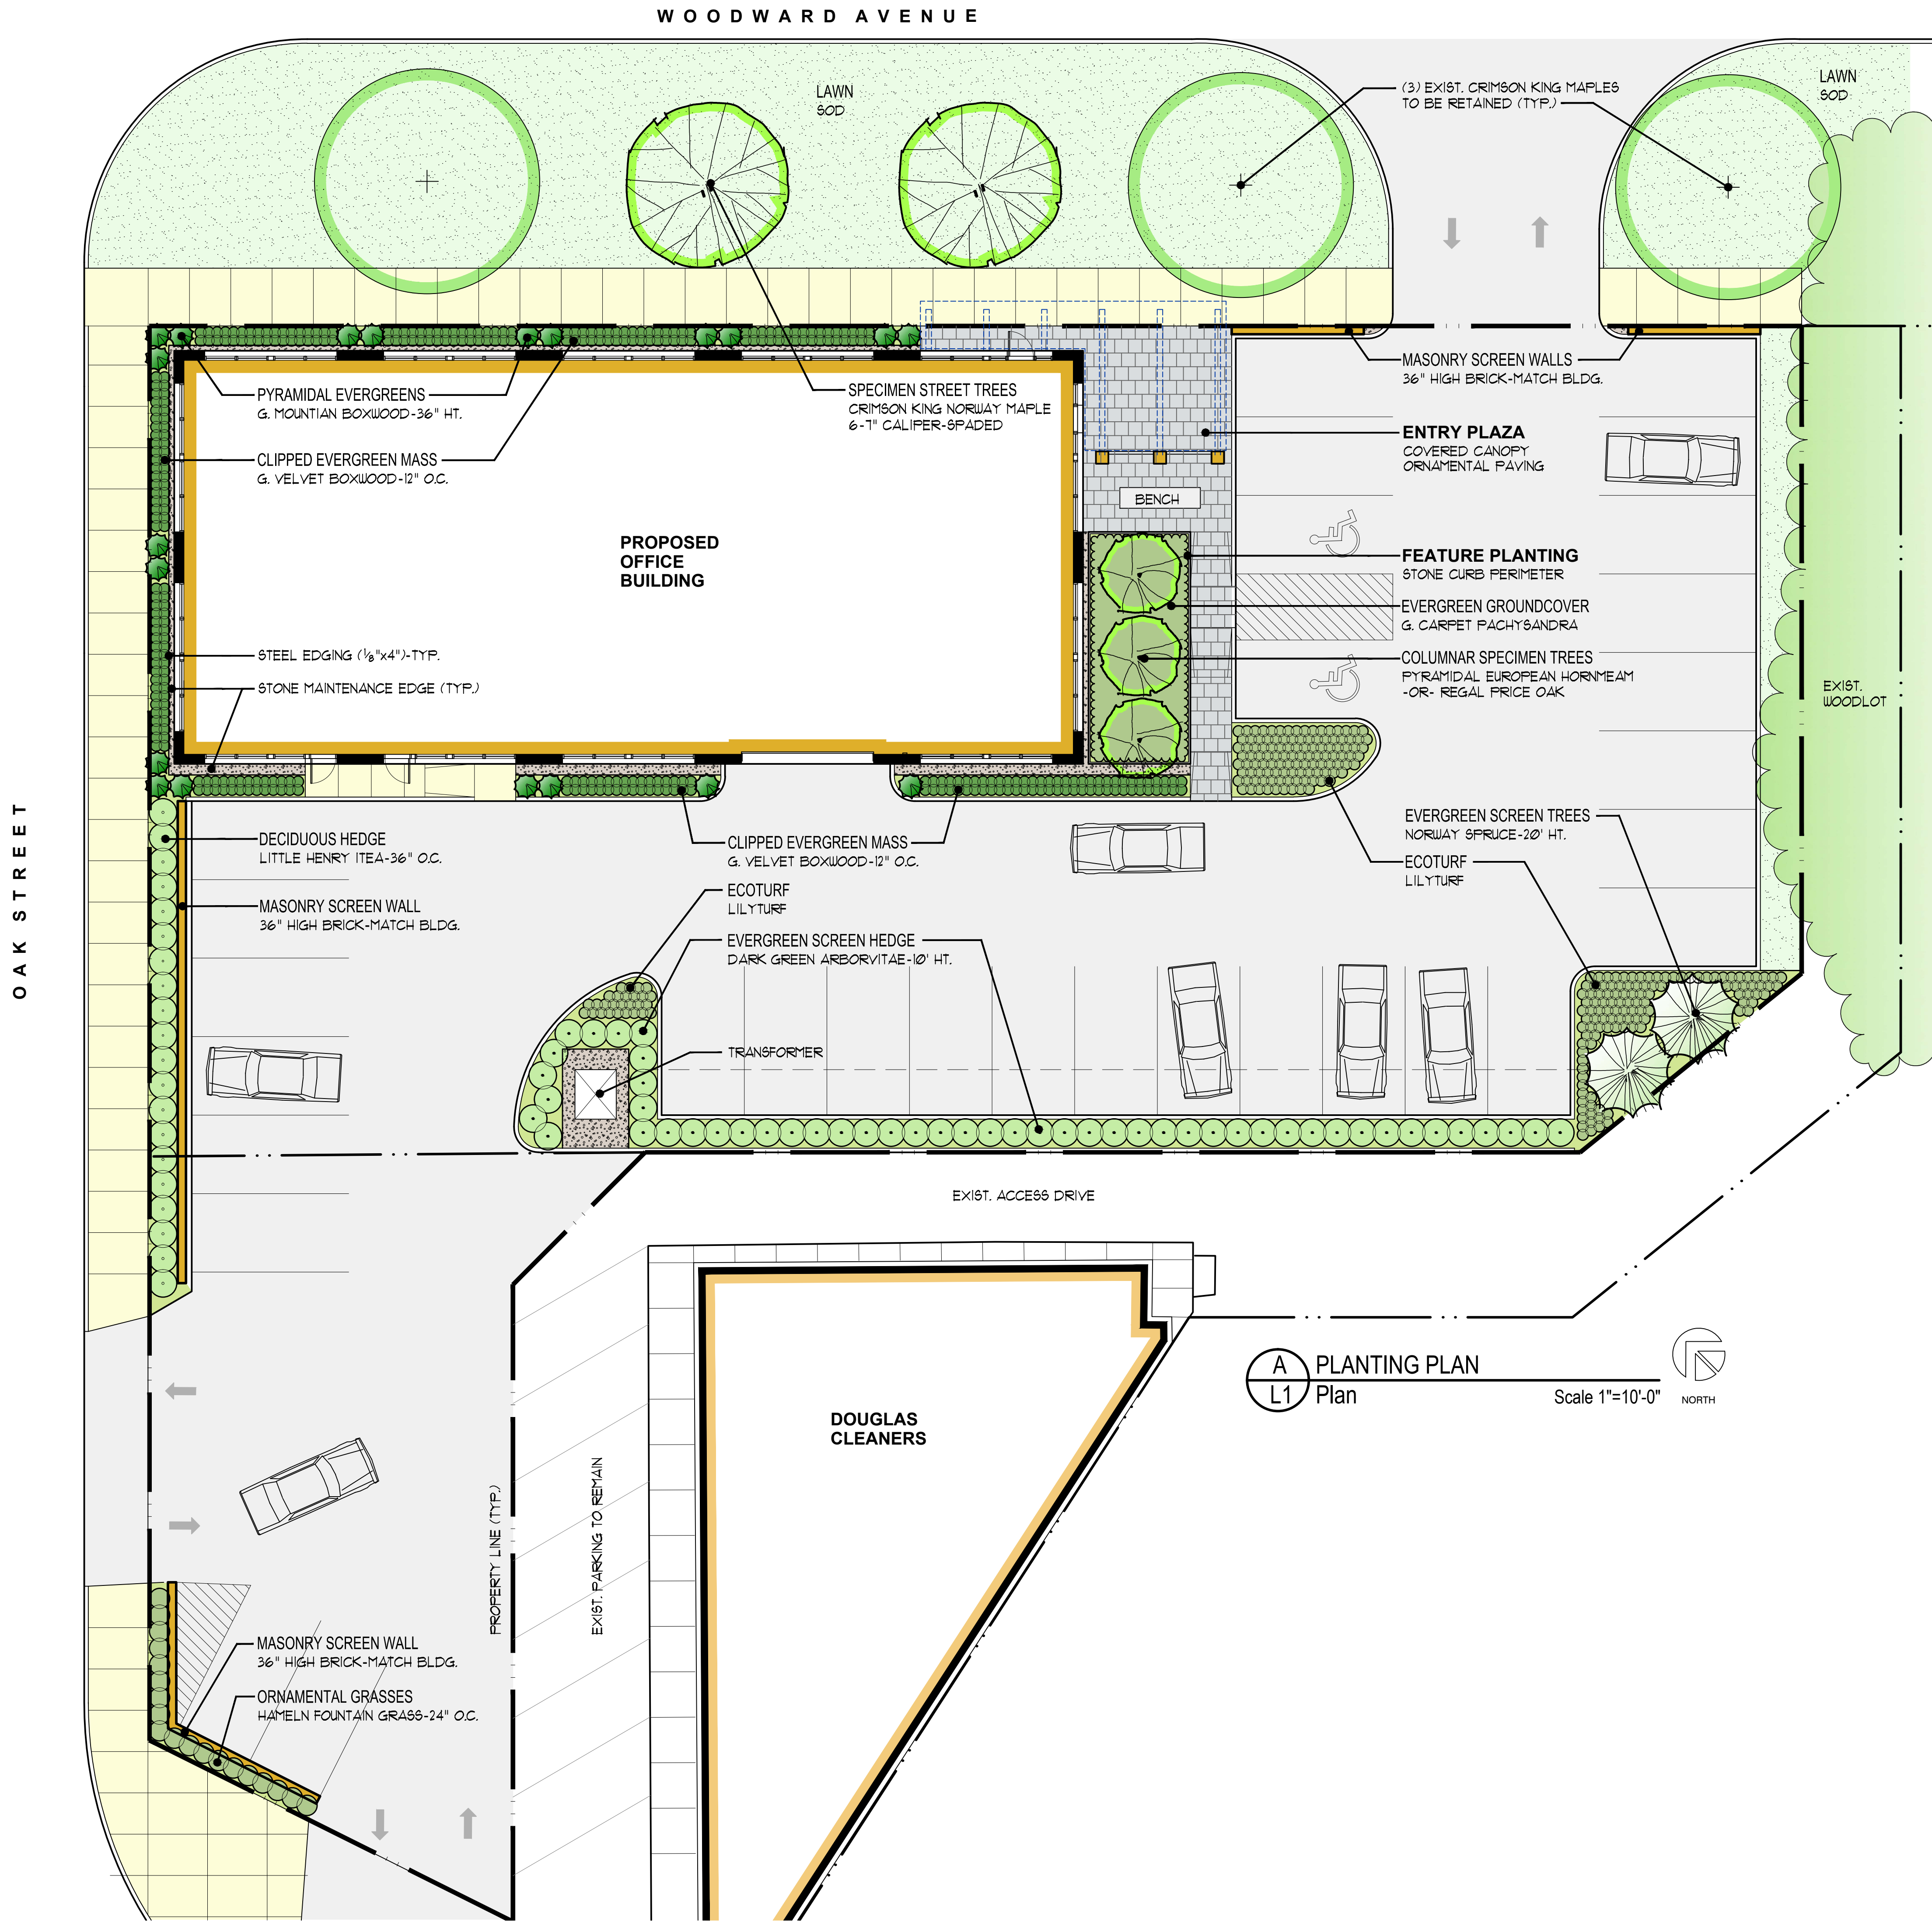 WOODWARD AVENUE
LAWN
SOD
(3) EXIST. CRIMSON KING MAPLES
TO BE RETAINED (TYP.)
LAWN
SOD
PYRAMIDAL EVERGREENS
G. MOUNTIAN BOXWOOD-36" HT.
SPECIMEN STREET TREES
CRIMSON KING NORWAY MAPLE
6-7" CALIPER-SPADED
MASONRY SCREEN WALLS
36" HIGH BRICK-MATCH BLDG.
ENTRY PLAZA
COVERED CANOPY
ORNAMENTAL PAVING
CLIPPED EVERGREEN MASS
G. VELVET BOXWOOD-12" O.C.
BENCH
PROPOSED
OFFICE
BUILDING
FEATURE PLANTING
STONE CURB PERIMETER
EVERGREEN GROUNDCOVER
G. CARPET PACHYSANDRA
COLUMNAR SPECIMEN TREES
PYRAMIDAL EUROPEAN HORNMEAM
-OR- REGAL PRICE OAK
STEEL EDGING (1/8"x4")-TYP.
STONE MAINTENANCE EDGE (TYP.)
EXIST.
WOODLOT
OAK STREET
DECIDUOUS HEDGE
LITTLE HENRY ITEA-36" O.C.
CLIPPED EVERGREEN MASS
G. VELVET BOXWOOD-12" O.C.
EVERGREEN SCREEN TREES
NORWAY SPRUCE-20' HT.
ECOTURF
LILYTURF
MASONRY SCREEN WALL
36" HIGH BRICK-MATCH BLDG.
ECOTURF
LILYTURF
EVERGREEN SCREEN HEDGE
DARK GREEN ARBORVITAE-10' HT.
TRANSFORMER
EXIST. ACCESS DRIVE
DOUGLAS
CLEANERS
A
L1
PLANTING PLAN
Plan
Scale 1"=10'-0"
NORTH
PROPERTY LINE (TYP.)
EXIST. PARKING TO REMAIN
MASONRY SCREEN WALL
36" HIGH BRICK-MATCH BLDG.
ORNAMENTAL GRASSES
HAMELN FOUNTAIN GRASS-24" O.C.